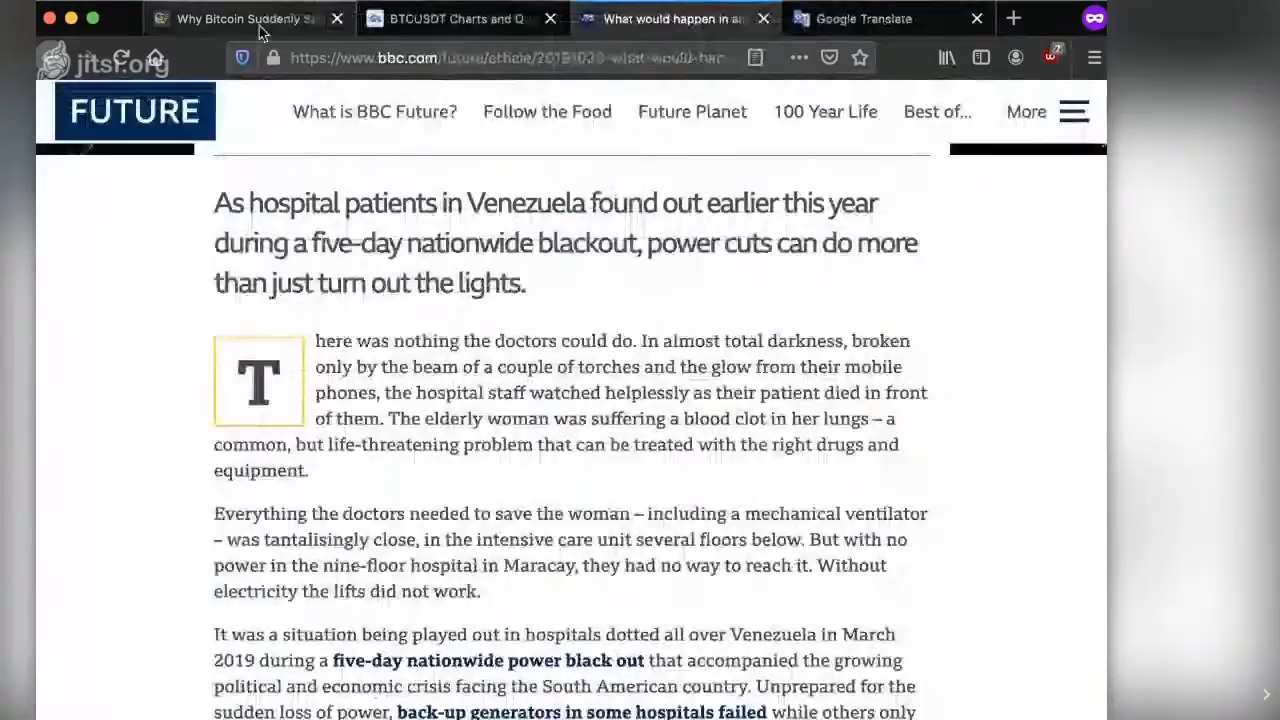 Why Bitcoin Suddenly
BTCUSDT Charts and Q
What would happen in
Google Translate
jitsi.org
https://www.bbc.com/future/
FUTURE
What is BBC Future?
Follow the Food
Future Planet
100 Year Life
Best of...
More
As hospital patients in Venezuela found out earlier this year
during a five-day nationwide blackout, power cuts can do more
than just turn out the lights.
T
here was nothing the doctors could do. In almost total darkness, broken
only by the beam of a couple of torches and the glow from their mobile
phones, the hospital staff watched helplessly as their patient died in front
of them. The elderly woman was suffering a blood clot in her lungs – a
common, but life-threatening problem that can be treated with the right drugs and
equipment.
Everything the doctors needed to save the woman – including a mechanical ventilator
– was tantalisingly close, in the intensive care unit several floors below. But with no
power in the nine-floor hospital in Maracay, they had no way to reach it. Without
electricity the lifts did not work.
It was a situation being played out in hospitals dotted all over Venezuela in March
2019 during a five-day nationwide power black out that accompanied the growing
political and economic crisis facing the South American country. Unprepared for the
sudden loss of power, back-up generators in some hospitals failed while others only